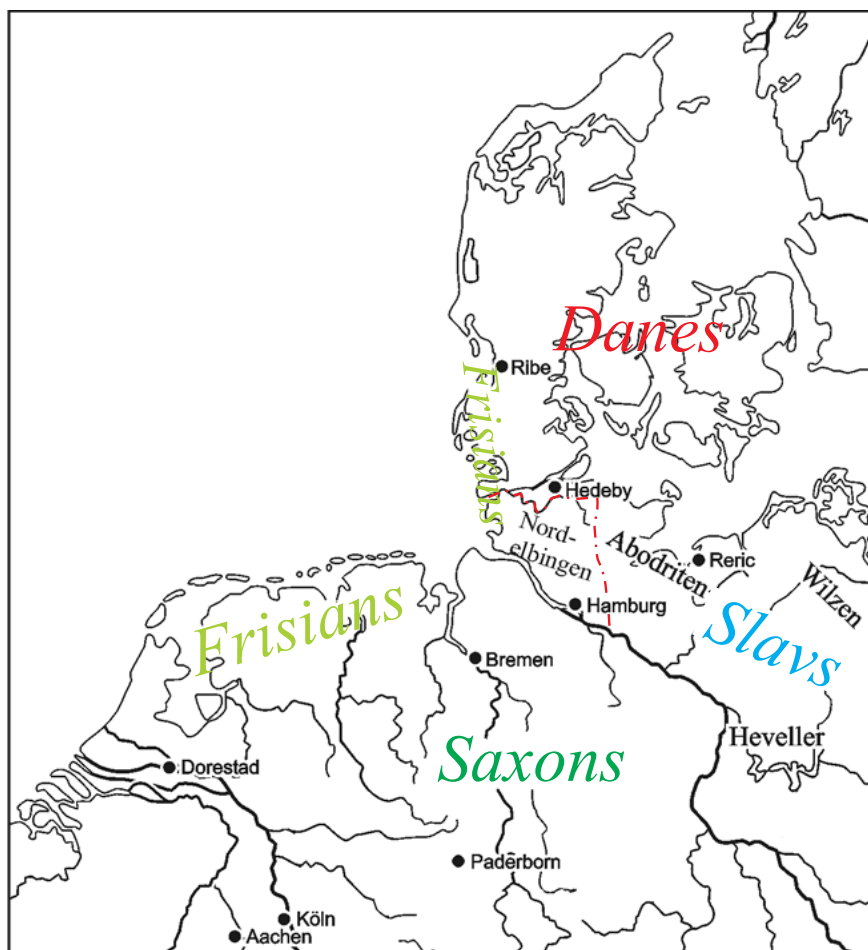 Danes
Ribe
Frisians
Hedeby
Nord-
elbingen
Abodriten
Reric
Wilzen
Hamburg
Frisians
Slavs
Bremen
Heveller
Saxons
Dorestad
Paderborn
Köln
Aachen